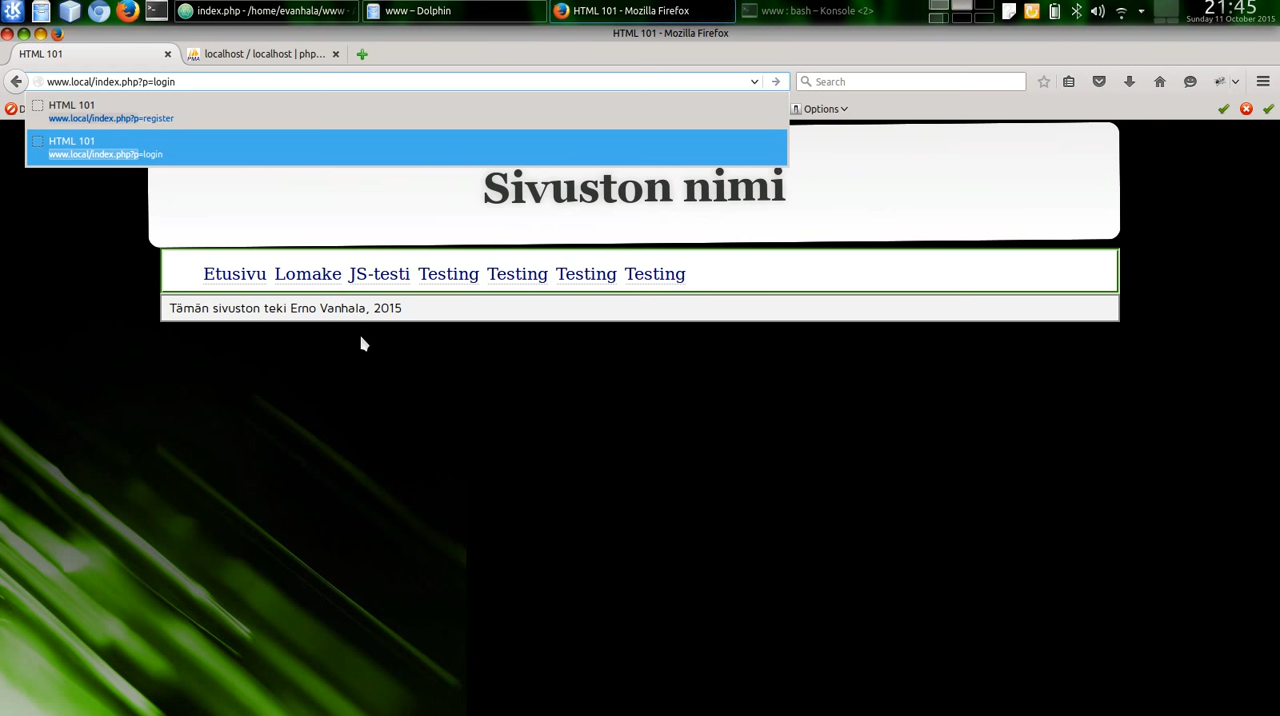 index.php - /home/evanhala/www -
www – Dolphin
HTML 101 - Mozilla Firefox
www : bash – Konsole <2>
21:45
Sunday 11 October 2015
HTML 101 - Mozilla Firefox
HTML 101
localhost / localhost | php...
www.local/index.php?p=login
Search
HTML 101
www.local/index.php?p=register
HTML 101
www.local/index.php?p=login
Options
Sivuston nimi
Etusivu Lomake JS-testi Testing Testing Testing Testing
Tämän sivuston teki Erno Vanhala, 2015